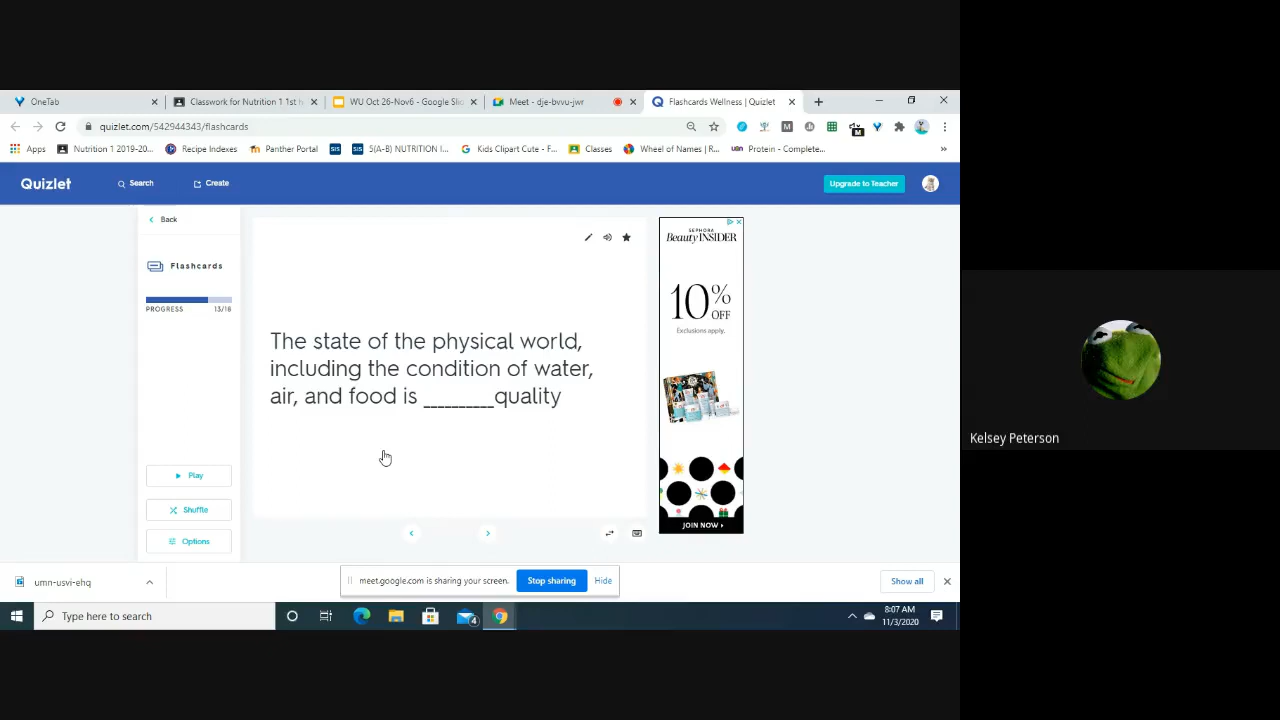 OneTab
Classwork for Nutrition 1 1st h
WU Oct 26-Nov6 - Google Slid
Meet - dje-bvvu-jwr
Flashcards Wellness | Quizlet
quizlet.com/542944343/flashcards
Apps
Nutrition 1 2019-20...
Recipe Indexes
Panther Portal
SIS
SIS
5(A-B) NUTRITION I...
Kids Clipart Cute - F...
Classes
Wheel of Names | R...
Protein - Complete...
Quizlet
Search
Create
Upgrade to Teacher
Back
Flashcards
PROGRESS 13/18
The state of the physical world,
including the condition of water,
air, and food is __________quality
Play
Shuffle
Options
SEPHORA
Beauty INSIDER
10% OFF
Exclusions apply.
JOIN NOW
Kelsey Peterson
umn-usvi-ehq
meet.google.com is sharing your screen.
Stop sharing
Hide
Show all
Type here to search
4
8:07 AM
11/3/2020